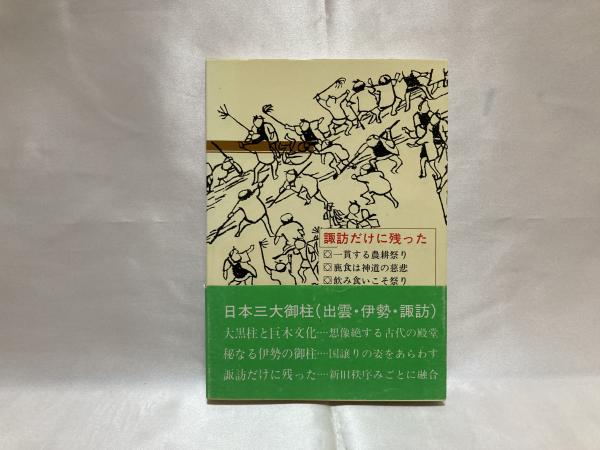 諏訪だけに残った
◎一貫する農耕祭り
◎鹿食は神道の慈悲
◎飲み食いこそ祭り
日本三大御柱(出雲・伊勢・諏訪)
大黒柱と巨木文化…想像絶する古代の殿堂
秘なる伊勢の御柱…国譲りの姿をあらわす
諏訪だけに残った…新旧秩序みごとに融合